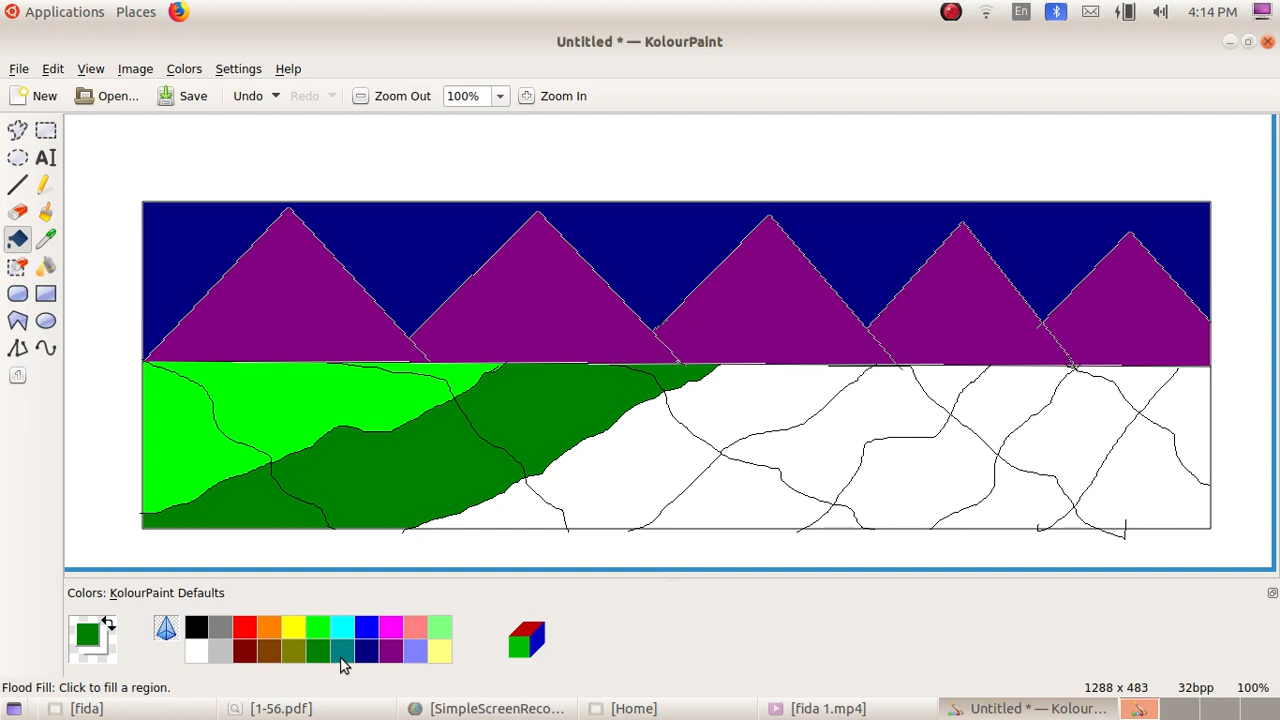 Applications Places En 4:14 PM
Untitled * — KolourPaint
File Edit View Image Colors Settings Help
New Open... Save Undo Redo Zoom Out 100% Zoom In
Colors: KolourPaint Defaults
Flood Fill: Click to fill a region. 1288 x 483 32bpp 100%
[fida] [1-56.pdf] [SimpleScreenReco... [Home] [fida 1.mp4] Untitled * — Kolour...